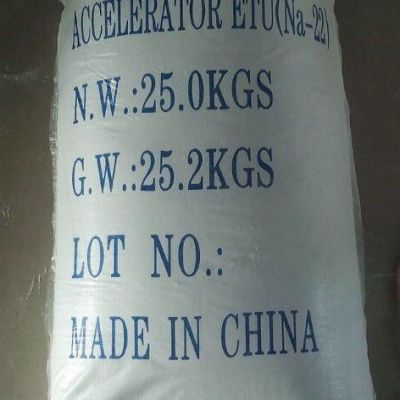 ACCELERATOR ETU(Na-22)
N.W.:25.0KGS
G.W.:25.2KGS
LOT NO.:
MADE IN CHINA